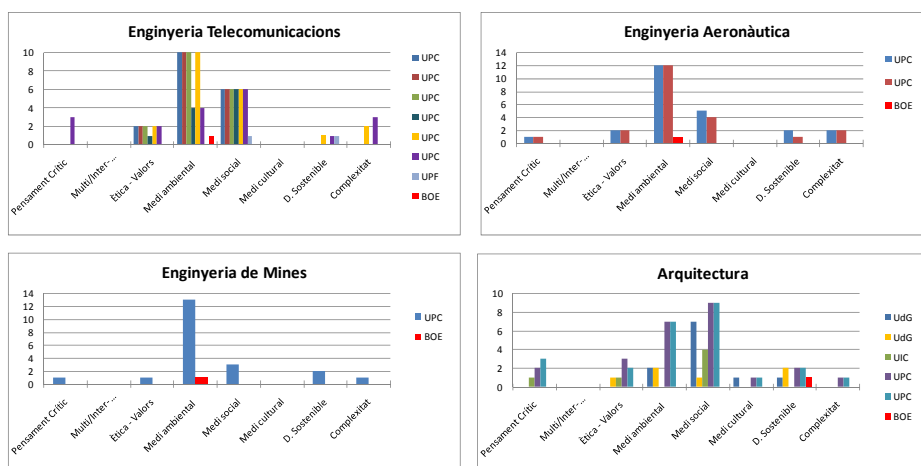 Enginyeria Telecomunicacions
10
8
6
4
2
0
Pensament Crític
Multi/Inter-...
Ètica - Valors
Medi ambiental
Medi social
Medi cultural
D. Sostenible
Complexitat
UPC
UPC
UPC
UPC
UPC
UPC
UPF
BOE
Enginyeria Aeronàutica
14
12
10
8
6
4
2
0
Pensament Crític
Multi/Inter-...
Ètica - Valors
Medi ambiental
Medi social
Medi cultural
D. Sostenible
Complexitat
UPC
UPC
BOE
Enginyeria de Mines
14
12
10
8
6
4
2
0
Pensament Crític
Multi/Inter-...
Ètica - Valors
Medi ambiental
Medi social
Medi cultural
D. Sostenible
Complexitat
UPC
BOE
Arquitectura
10
8
6
4
2
0
Pensament Crític
Multi/Inter-...
Ètica - Valors
Medi ambiental
Medi social
Medi cultural
D. Sostenible
Complexitat
UdG
UdG
UIC
UPC
UPC
BOE